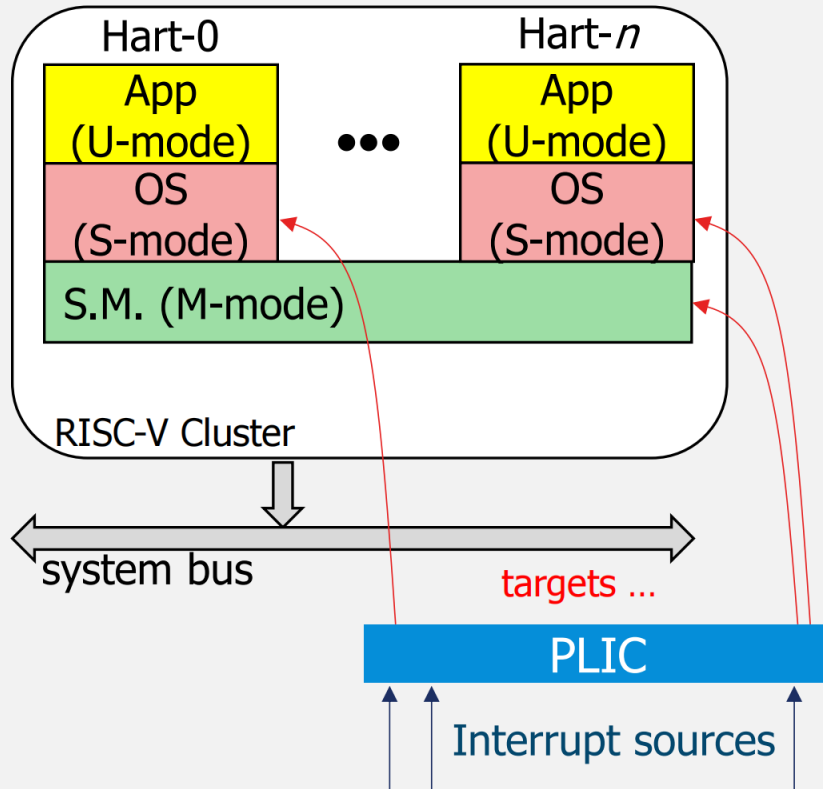 Hart-0
Hart-n
App
(U-mode)
App
(U-mode)
●●●
OS
(S-mode)
OS
(S-mode)
S.M. (M-mode)
RISC-V Cluster
system bus
targets ...
PLIC
Interrupt sources